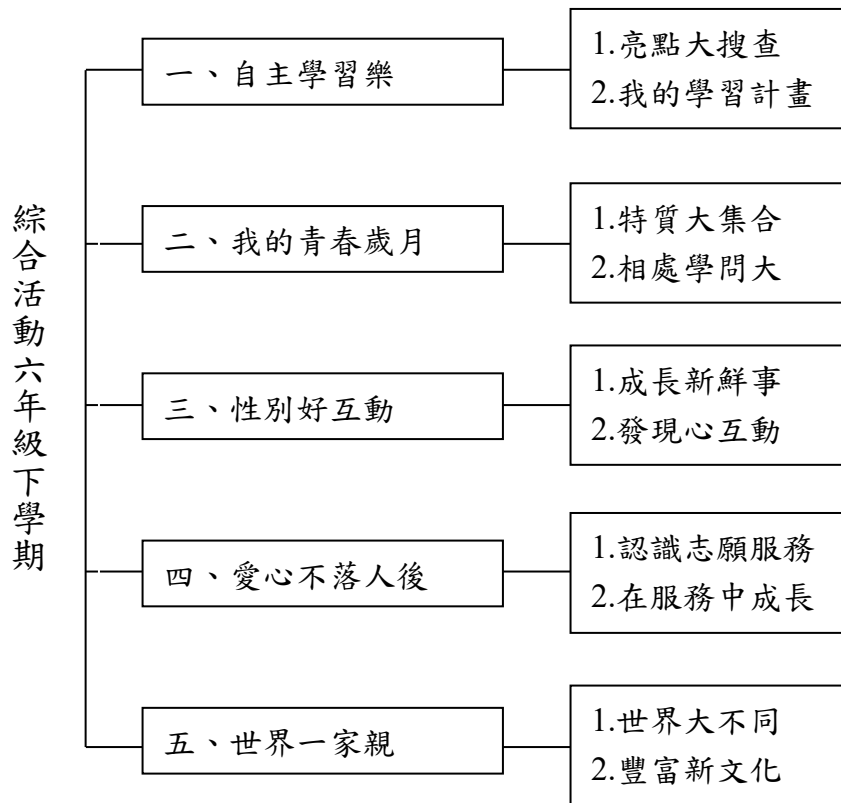 綜合活動六年級下學期
一、自主學習樂
1.亮點大搜查
2.我的學習計畫
二、我的青春歲月
1.特質大集合
2.相處學問大
三、性別好互動
1.成長新鮮事
2.發現心互動
四、愛心不落人後
1.認識志願服務
2.在服務中成長
五、世界一家親
1.世界大不同
2.豐富新文化